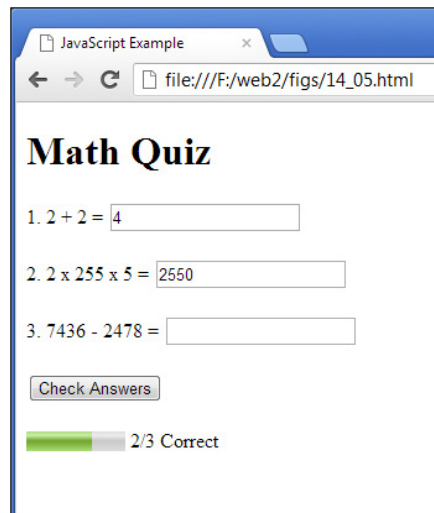 JavaScript Example
file:///F:/web2/figs/14_05.html
Math Quiz
1. 2 + 2 = 4
2. 2 x 255 x 5 = 2550
3. 7436 - 2478 =
Check Answers
2/3 Correct